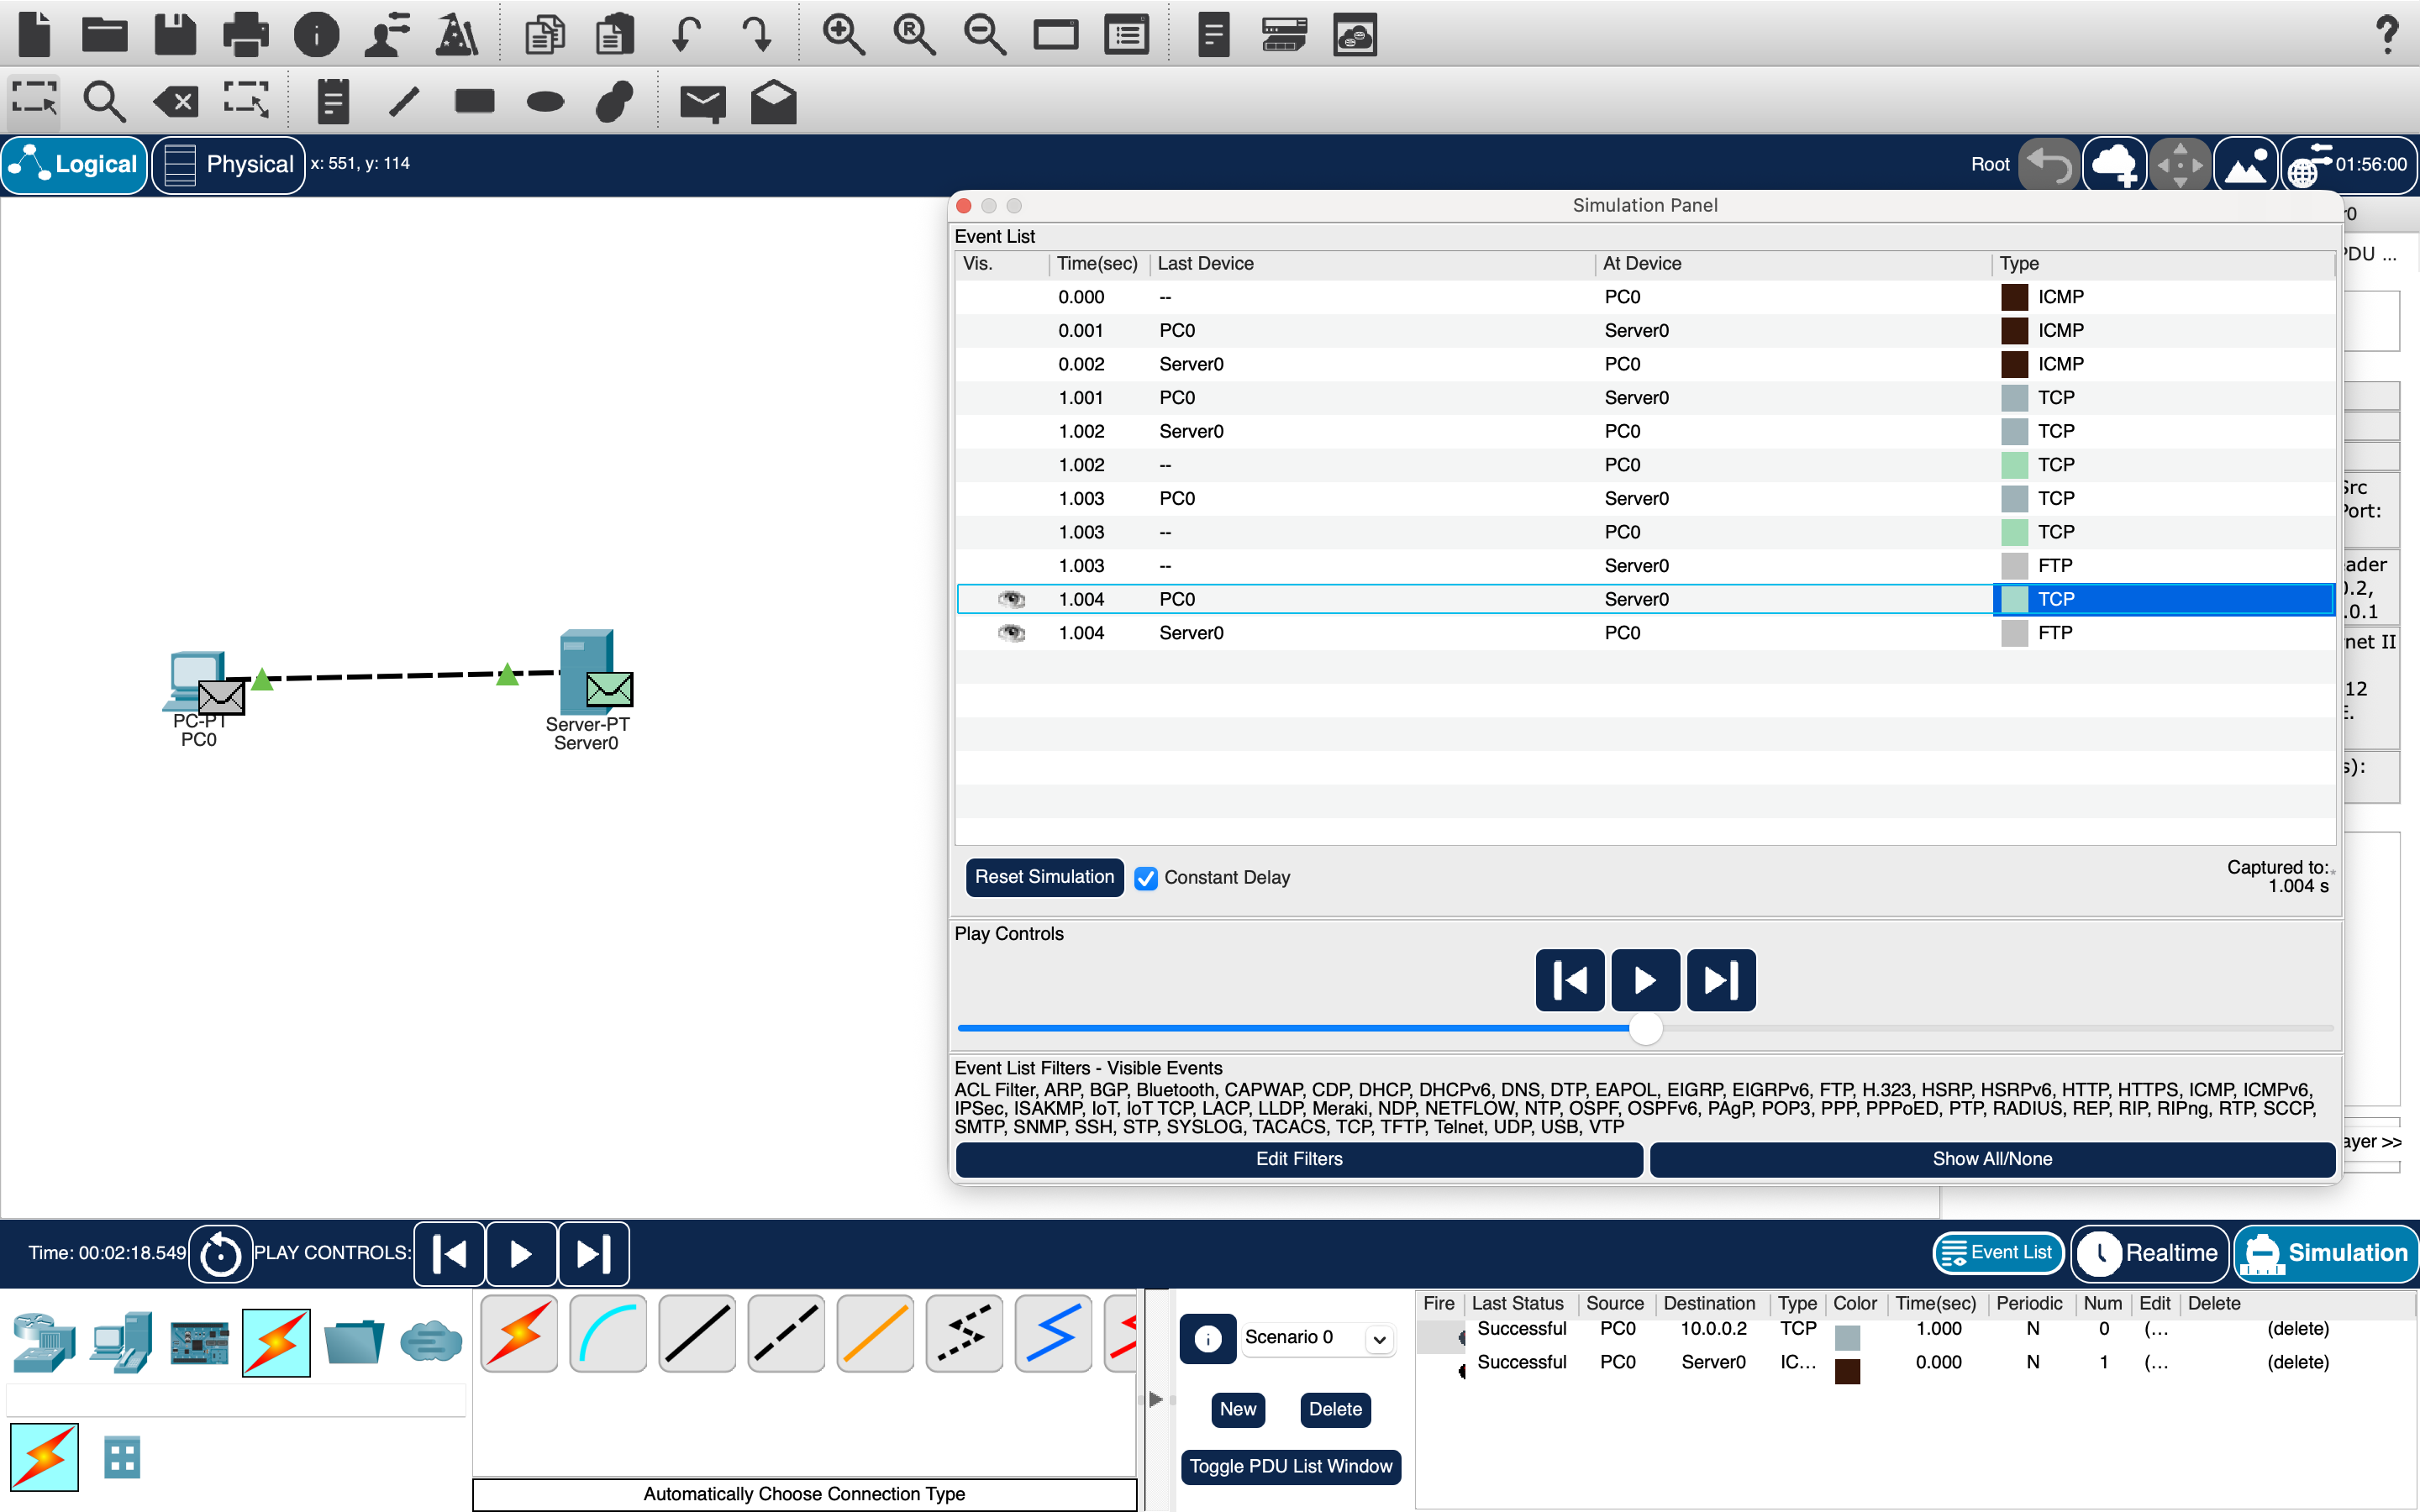 Logical
Physical
x: 551, y: 114
Root
01:56:00
Simulation Panel
Event List
Vis. Time(sec) Last Device At Device Type
0.000 -- PC0 ICMP
0.001 PC0 Server0 ICMP
0.002 Server0 PC0 ICMP
1.001 PC0 Server0 TCP
1.002 Server0 PC0 TCP
1.002 -- PC0 TCP
1.003 PC0 Server0 TCP
1.003 -- PC0 TCP
1.003 -- Server0 FTP
1.004 PC0 Server0 TCP
1.004 Server0 PC0 FTP
PC-PT
PC0
Server-PT
Server0
Reset Simulation
Constant Delay
Captured to:
1.004 s
Play Controls
Event List Filters - Visible Events
ACL Filter, ARP, BGP, Bluetooth, CAPWAP, CDP, DHCP, DHCPv6, DNS, DTP, EAPOL, EIGRP, EIGRPv6, FTP, H.323, HSRP, HSRPv6, HTTP, HTTPS, ICMP, ICMPv6,
IPSec, ISAKMP, IoT, IoT TCP, LACP, LLDP, Meraki, NDP, NETFLOW, NTP, OSPF, OSPFv6, PAgP, POP3, PPP, PPPoED, PTP, RADIUS, REP, RIP, RIPng, RTP, SCCP,
SMTP, SNMP, SSH, STP, SYSLOG, TACACS, TCP, TFTP, Telnet, UDP, USB, VTP
Edit Filters
Show All/None
PDU ...
Src
Port:
ader
0.2,
.0.1
net II
12
E.
s):
ayer >>
Time: 00:02:18.549
PLAY CONTROLS:
Event List
Realtime
Simulation
Scenario 0
New
Delete
Toggle PDU List Window
Automatically Choose Connection Type
Fire Last Status Source Destination Type Color Time(sec) Periodic Num Edit Delete
Successful PC0 10.0.0.2 TCP 1.000 N 0 (... (delete)
Successful PC0 Server0 IC... 0.000 N 1 (... (delete)